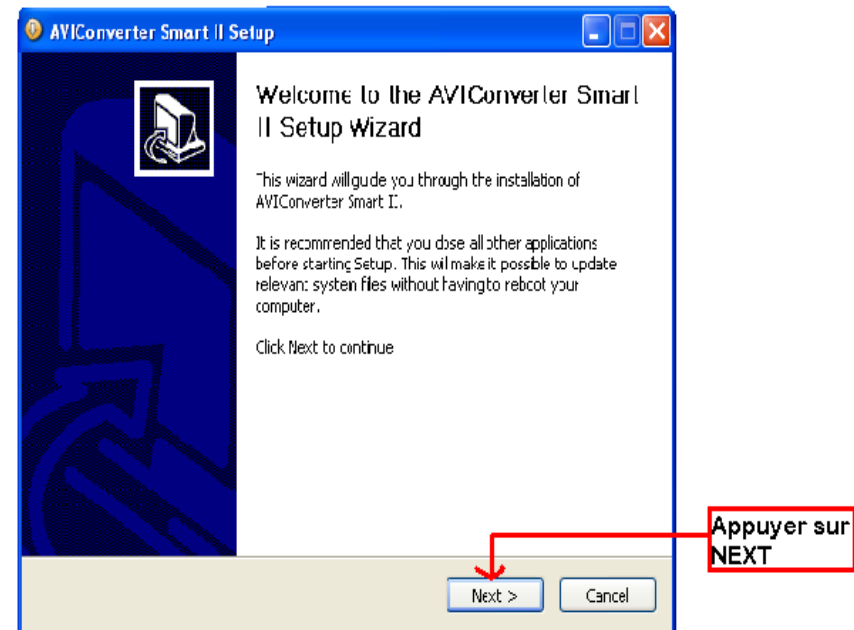 AVIConverter Smart II Setup
Welcome to the AVIConverter Smart
II Setup Wizard
This wizard will guide you through the installation of
AVIConverter Smart II.
It is recommended that you close all other applications
before starting Setup. This will make it possible to update
relevant system files without having to reboot your
computer.
Click Next to continue
Appuyer sur
NEXT
Next >
Cancel